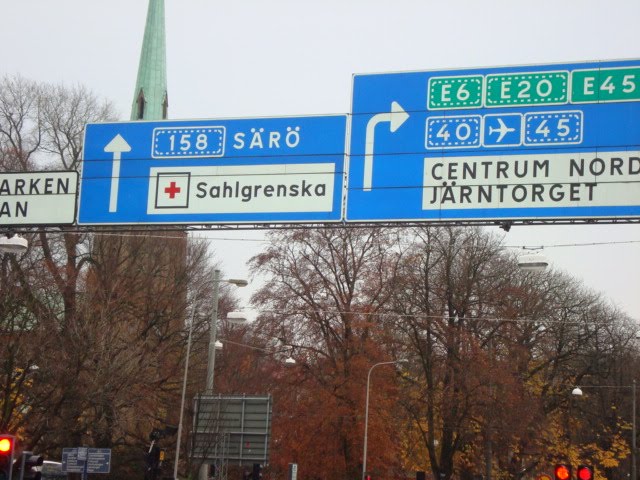 ARKEN
AN
158 SÄRÖ
Sahlgrenska
E6 E20 E45
40 45
CENTRUM NORD
JÄRNTORGET